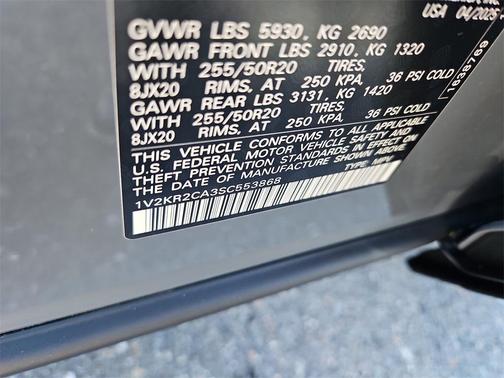 USA 04/2025
GVWR LBS 5930, KG 2690
GAWR FRONT LBS 2910, KG 1320
WITH 255/50R20 TIRES,
8JX20 RIMS, AT 250 KPA, 36 PSI COLD
GAWR REAR LBS 3131, KG 1420
WITH 255/50R20 TIRES,
8JX20 RIMS, AT 250 KPA, 36 PSI COLD
THIS VEHICLE CONFORMS TO ALL APPLICABLE
U.S. FEDERAL MOTOR VEHICLE SAFETY AND
THEFT PREVENTION STANDARDS IN EFFECT ON THE
DATE OF MANUFACTURE SHOWN ABOVE.
1V2KR2CA3SC553868 TYPE: MPV
1638769